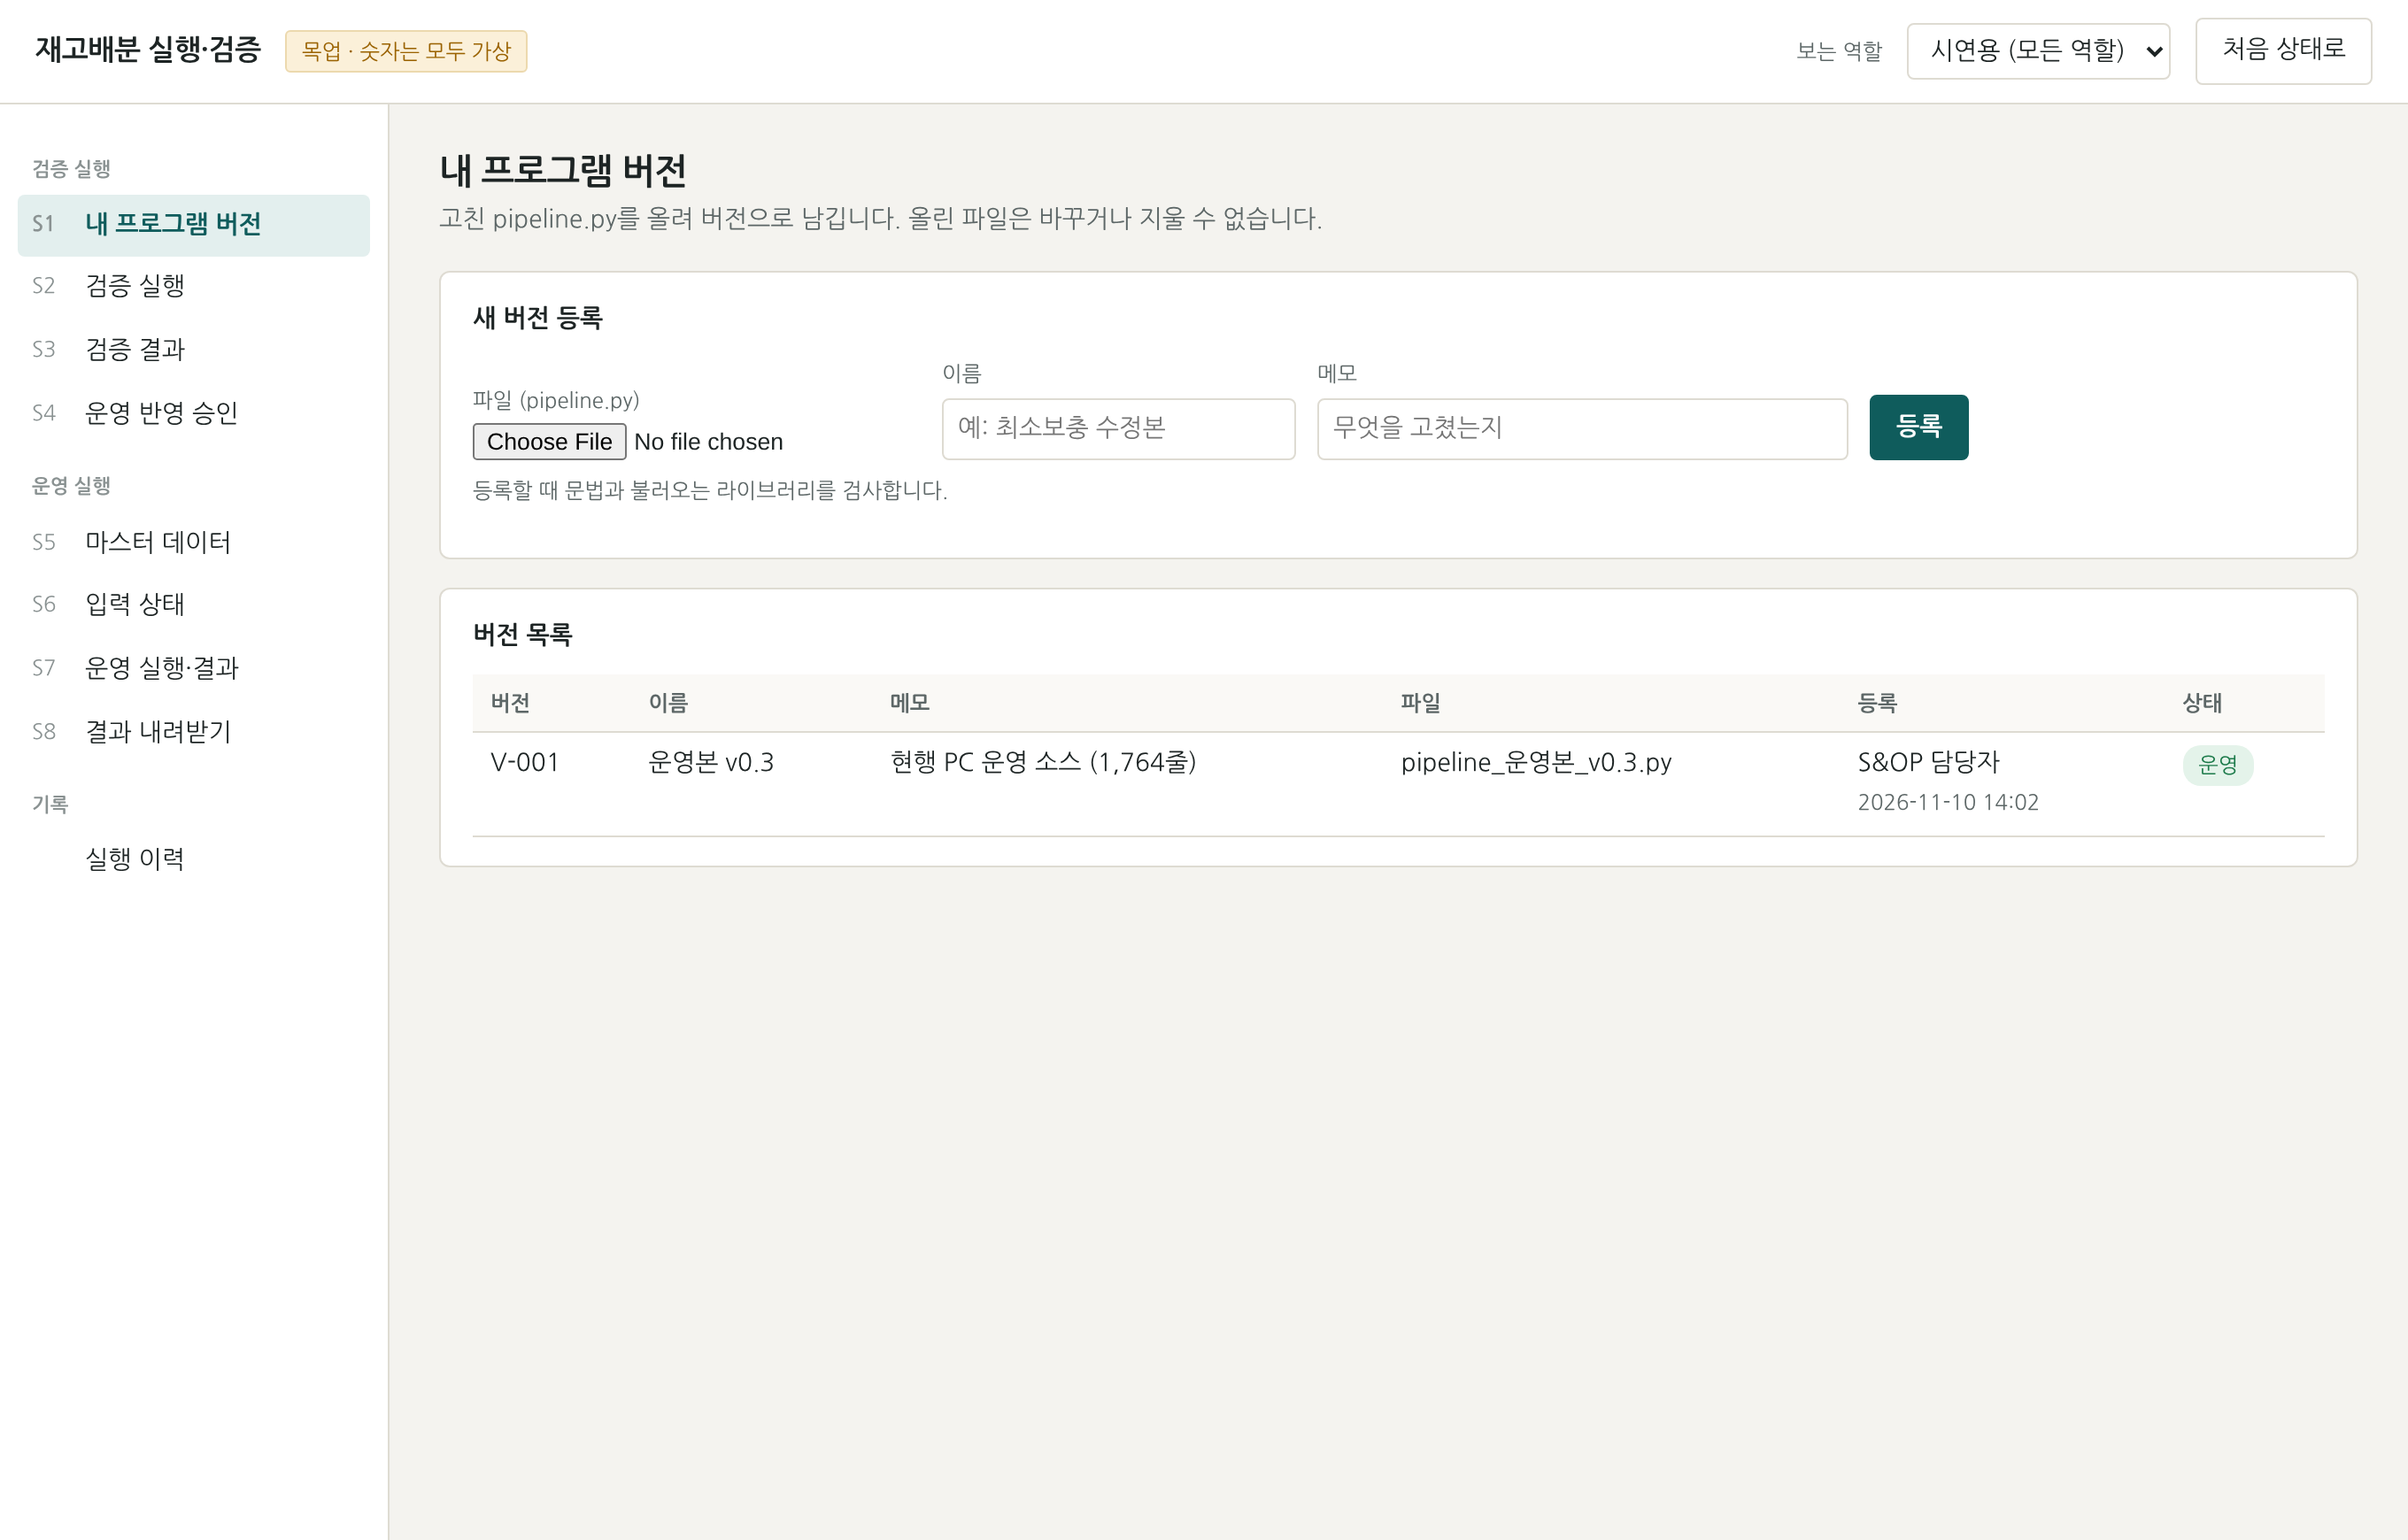 재고배분 실행·검증
목업 · 숫자는 모두 가상
보는 역할
시연용 (모든 역할)
처음 상태로
검증 실행
S1 내 프로그램 버전
S2 검증 실행
S3 검증 결과
S4 운영 반영 승인
운영 실행
S5 마스터 데이터
S6 입력 상태
S7 운영 실행·결과
S8 결과 내려받기
기록
실행 이력
내 프로그램 버전
고친 pipeline.py를 올려 버전으로 남깁니다. 올린 파일은 바꾸거나 지울 수 없습니다.
새 버전 등록
파일 (pipeline.py)
Choose File No file chosen
이름
예: 최소보충 수정본
메모
무엇을 고쳤는지
등록
등록할 때 문법과 불러오는 라이브러리를 검사합니다.
버전 목록
버전 이름 메모 파일 등록 상태
V-001 운영본 v0.3 현행 PC 운영 소스 (1,764줄) pipeline_운영본_v0.3.py S&OP 담당자 운영
2026-11-10 14:02